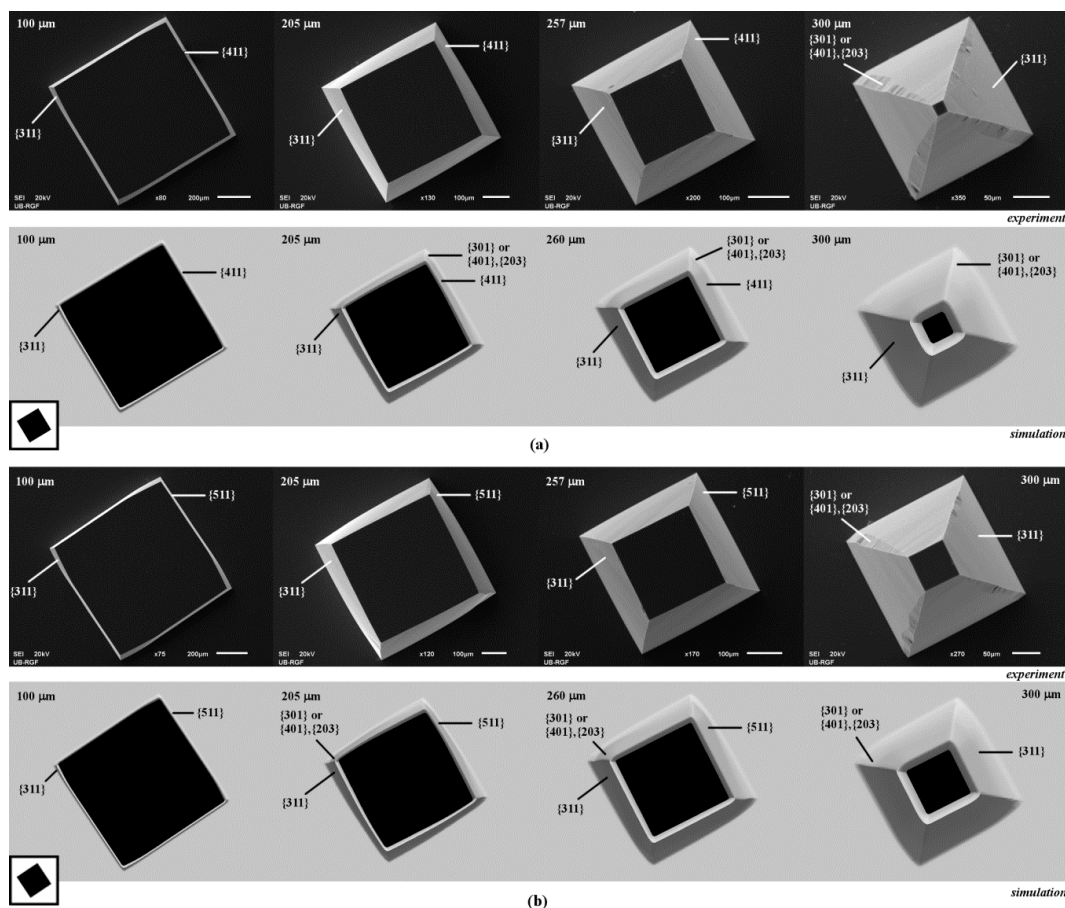 100 µm
{411}
{311}
SEI 20kV x80 200µm
UB-RGF
205 µm
{411}
{311}
SEI 20kV x130 100µm
UB-RGF
257 µm
{411}
{311}
SEI 20kV x200 100µm
UB-RGF
300 µm
{301} or
{401},{203}
{311}
SEI 20kV x350 50µm
UB-RGF
experiment
100 µm
{411}
{311}
205 µm
{301} or
{401},{203}
{411}
{311}
260 µm
{301} or
{401},{203}
{411}
{311}
300 µm
{301} or
{401},{203}
{311}
simulation
(a)
100 µm
{511}
{311}
SEI 20kV x75 200µm
UB-RGF
205 µm
{511}
{311}
SEI 20kV x120 100µm
UB-RGF
257 µm
{511}
{311}
SEI 20kV x170 100µm
UB-RGF
300 µm
{301} or
{401},{203}
{311}
SEI 20kV x270 50µm
UB-RGF
experiment
100 µm
{511}
{311}
205 µm
{301} or
{401},{203}
{511}
{311}
260 µm
{301} or
{401},{203}
{511}
{311}
300 µm
{301} or
{401},{203}
{311}
simulation
(b)